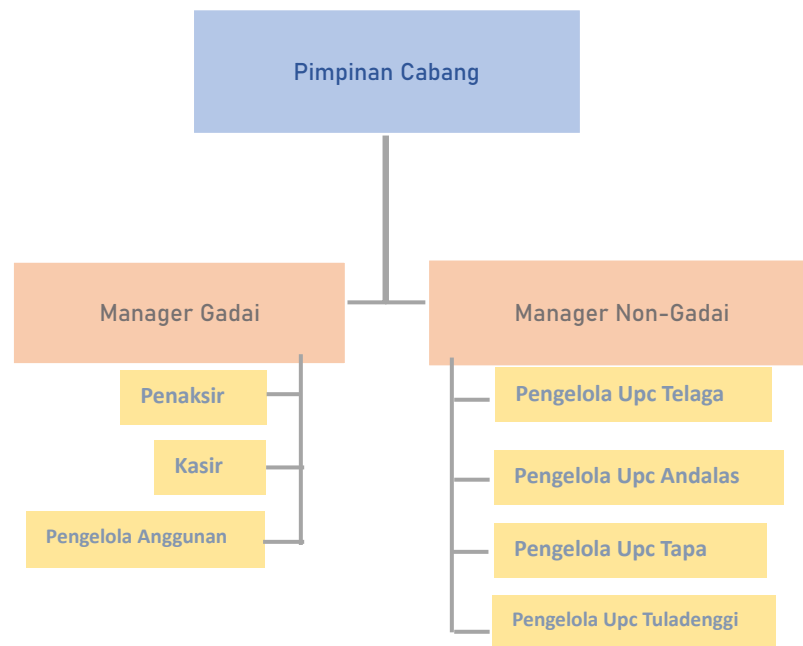 Pimpinan Cabang
Manager Gadai
Manager Non-Gadai
Penaksir
Kasir
Pengelola Anggunan
Pengelola Upc Telaga
Pengelola Upc Andalas
Pengelola Upc Tapa
Pengelola Upc Tuladenggi